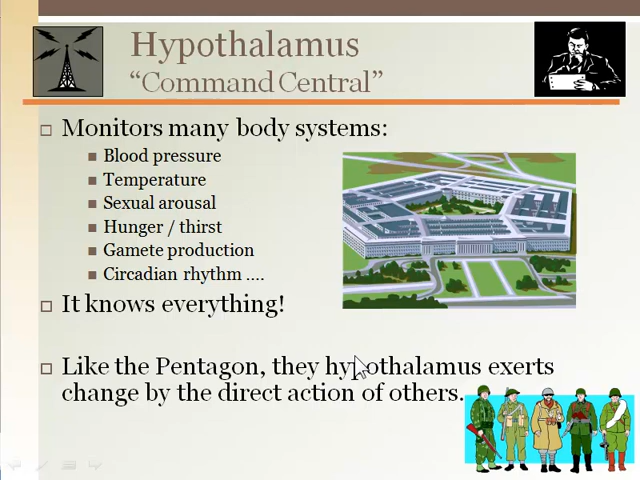 Hypothalamus
“Command Central”
Monitors many body systems:
Blood pressure
Temperature
Sexual arousal
Hunger / thirst
Gamete production
Circadian rhythm ....
It knows everything!
Like the Pentagon, they hypothalamus exerts
change by the direct action of others.